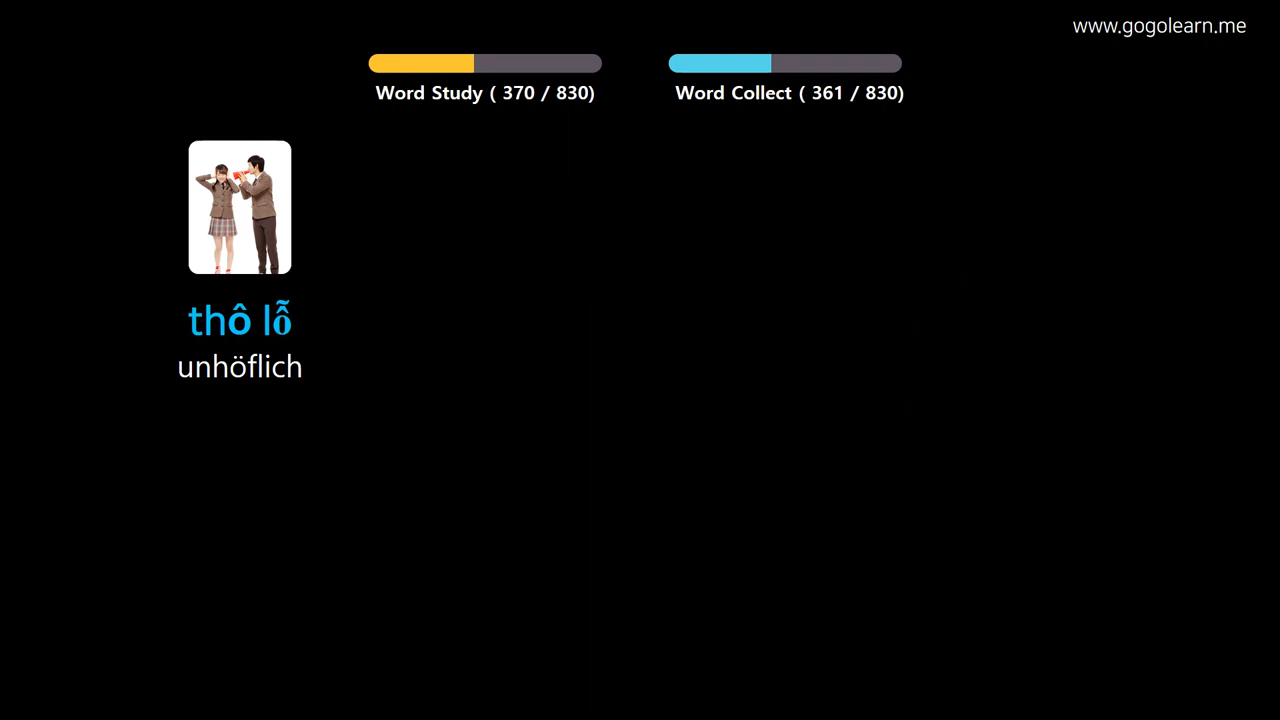 www.gogolearn.me
Word Study ( 370 / 830)
Word Collect ( 361 / 830)
thô lỗ
unhöflich